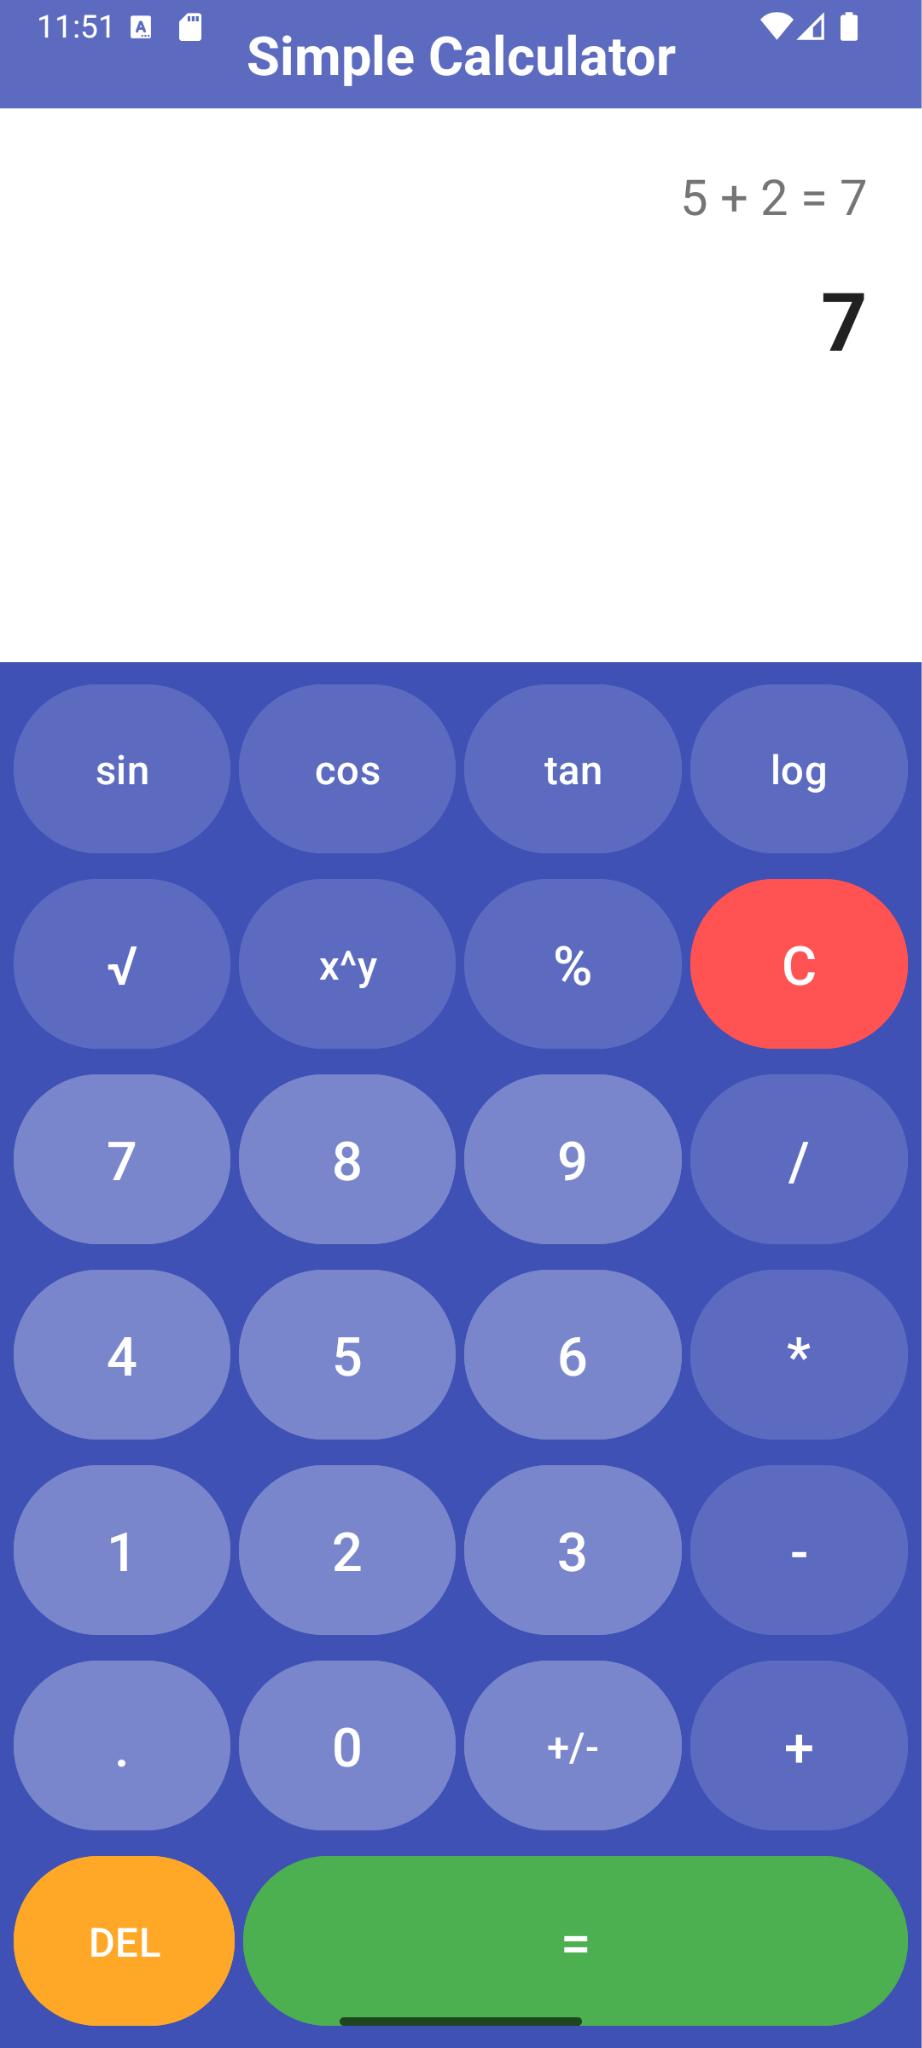 11:51
Simple Calculator
5 + 2 = 7
7
sin cos tan log
√ x^y % C
7 8 9 /
4 5 6 *
1 2 3 -
. 0 +/- +
DEL =